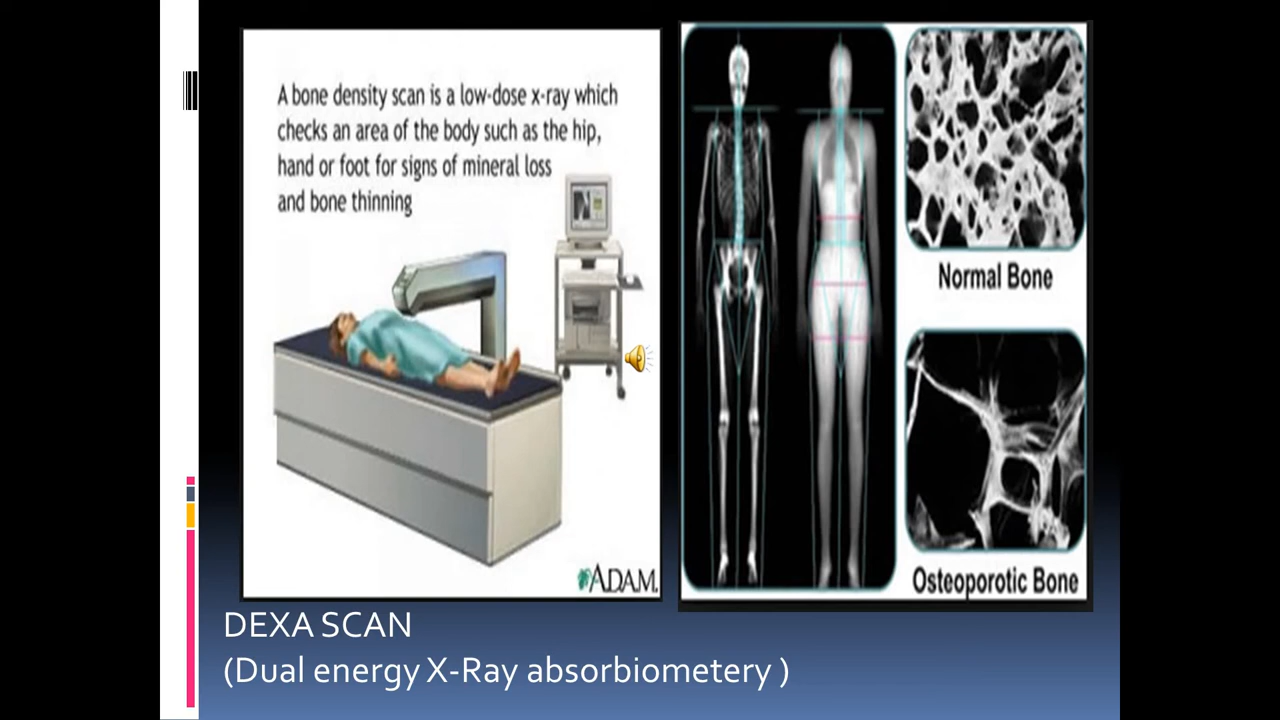 A bone density scan is a low-dose x-ray which
checks an area of the body such as the hip,
hand or foot for signs of mineral loss
and bone thinning
ADAM.
Normal Bone
Osteoporotic Bone
DEXA SCAN
(Dual energy X-Ray absorbiometery )